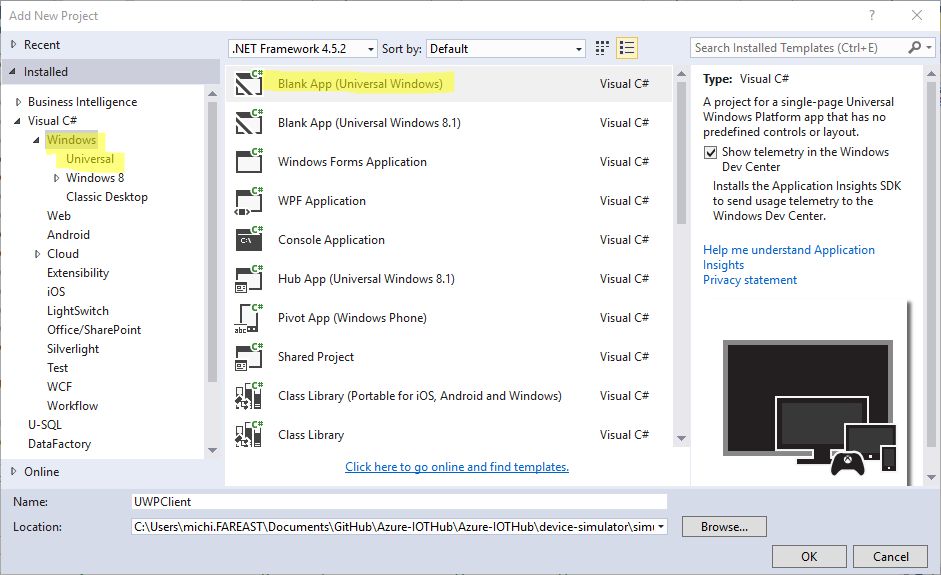 Add New Project
?
Recent
Installed
Business Intelligence
Visual C#
Windows
Universal
Windows 8
Classic Desktop
Web
Android
Cloud
Extensibility
iOS
LightSwitch
Office/SharePoint
Silverlight
Test
WCF
Workflow
U-SQL
DataFactory
Online
.NET Framework 4.5.2
Sort by:
Default
Blank App (Universal Windows) Visual C#
Blank App (Universal Windows 8.1) Visual C#
Windows Forms Application Visual C#
WPF Application Visual C#
Console Application Visual C#
Hub App (Universal Windows 8.1) Visual C#
Pivot App (Windows Phone) Visual C#
Shared Project Visual C#
Class Library (Portable for iOS, Android and Windows) Visual C#
Class Library Visual C#
Click here to go online and find templates.
Search Installed Templates (Ctrl+E)
Type: Visual C#
A project for a single-page Universal
Windows Platform app that has no
predefined controls or layout.
Show telemetry in the Windows
Dev Center
Installs the Application Insights SDK
to send usage telemetry to the
Windows Dev Center.
Help me understand Application
Insights
Privacy statement
Name: UWPClient
Location: C:\Users\michi.FAREAST\Documents\GitHub\Azure-IOTHub\Azure-IOTHub\device-simulator\simu
Browse...
OK
Cancel